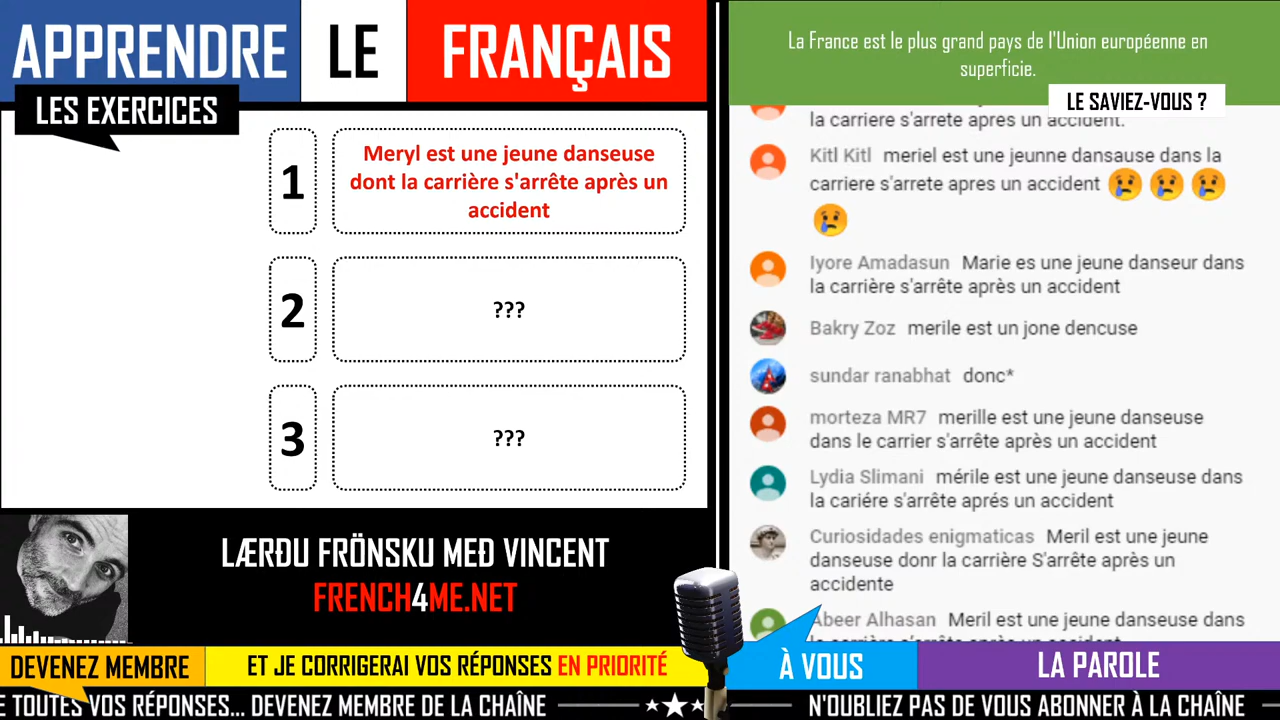 APPRENDRE LE FRANÇAIS
LES EXERCICES
1
Meryl est une jeune danseuse
dont la carrière s'arrête après un
accident
2
???
3
???
LÆRÐU FRÖNSKU MEÐ VINCENT
FRENCH4ME.NET
DEVENEZ MEMBRE
ET JE CORRIGERAI VOS RÉPONSES EN PRIORITÉ
La France est le plus grand pays de l'Union européenne en
superficie.
LE SAVIEZ-VOUS ?
la carriere s'arrete apres un accident.
Kitl Kitl meriel est une jeunne dansause dans la
carriere s'arrete apres un accident
Iyore Amadasun Marie es une jeune danseur dans
la carrière s'arrête après un accident
Bakry Zoz merile est un jone dencuse
sundar ranabhat donc*
morteza MR7 merille est une jeune danseuse
dans le carrier s'arrête après un accident
Lydia Slimani mérile est une jeune danseuse dans
la cariére s'arrête aprés un accident
Curiosidades enigmaticas Meril est une jeune
danseuse donr la carrière S'arrête après un
accidente
Abeer Alhasan Meril est une jeune danseuse dans
À VOUS
LA PAROLE
E TOUTES VOS RÉPONSES... DEVENEZ MEMBRE DE LA CHAÎNE
N'OUBLIEZ PAS DE VOUS ABONNER À LA CHAÎNE